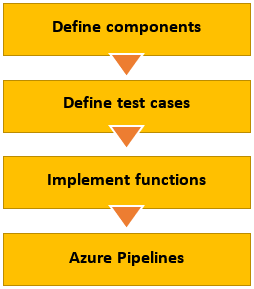 Define components
Define test cases
Implement functions
Azure Pipelines